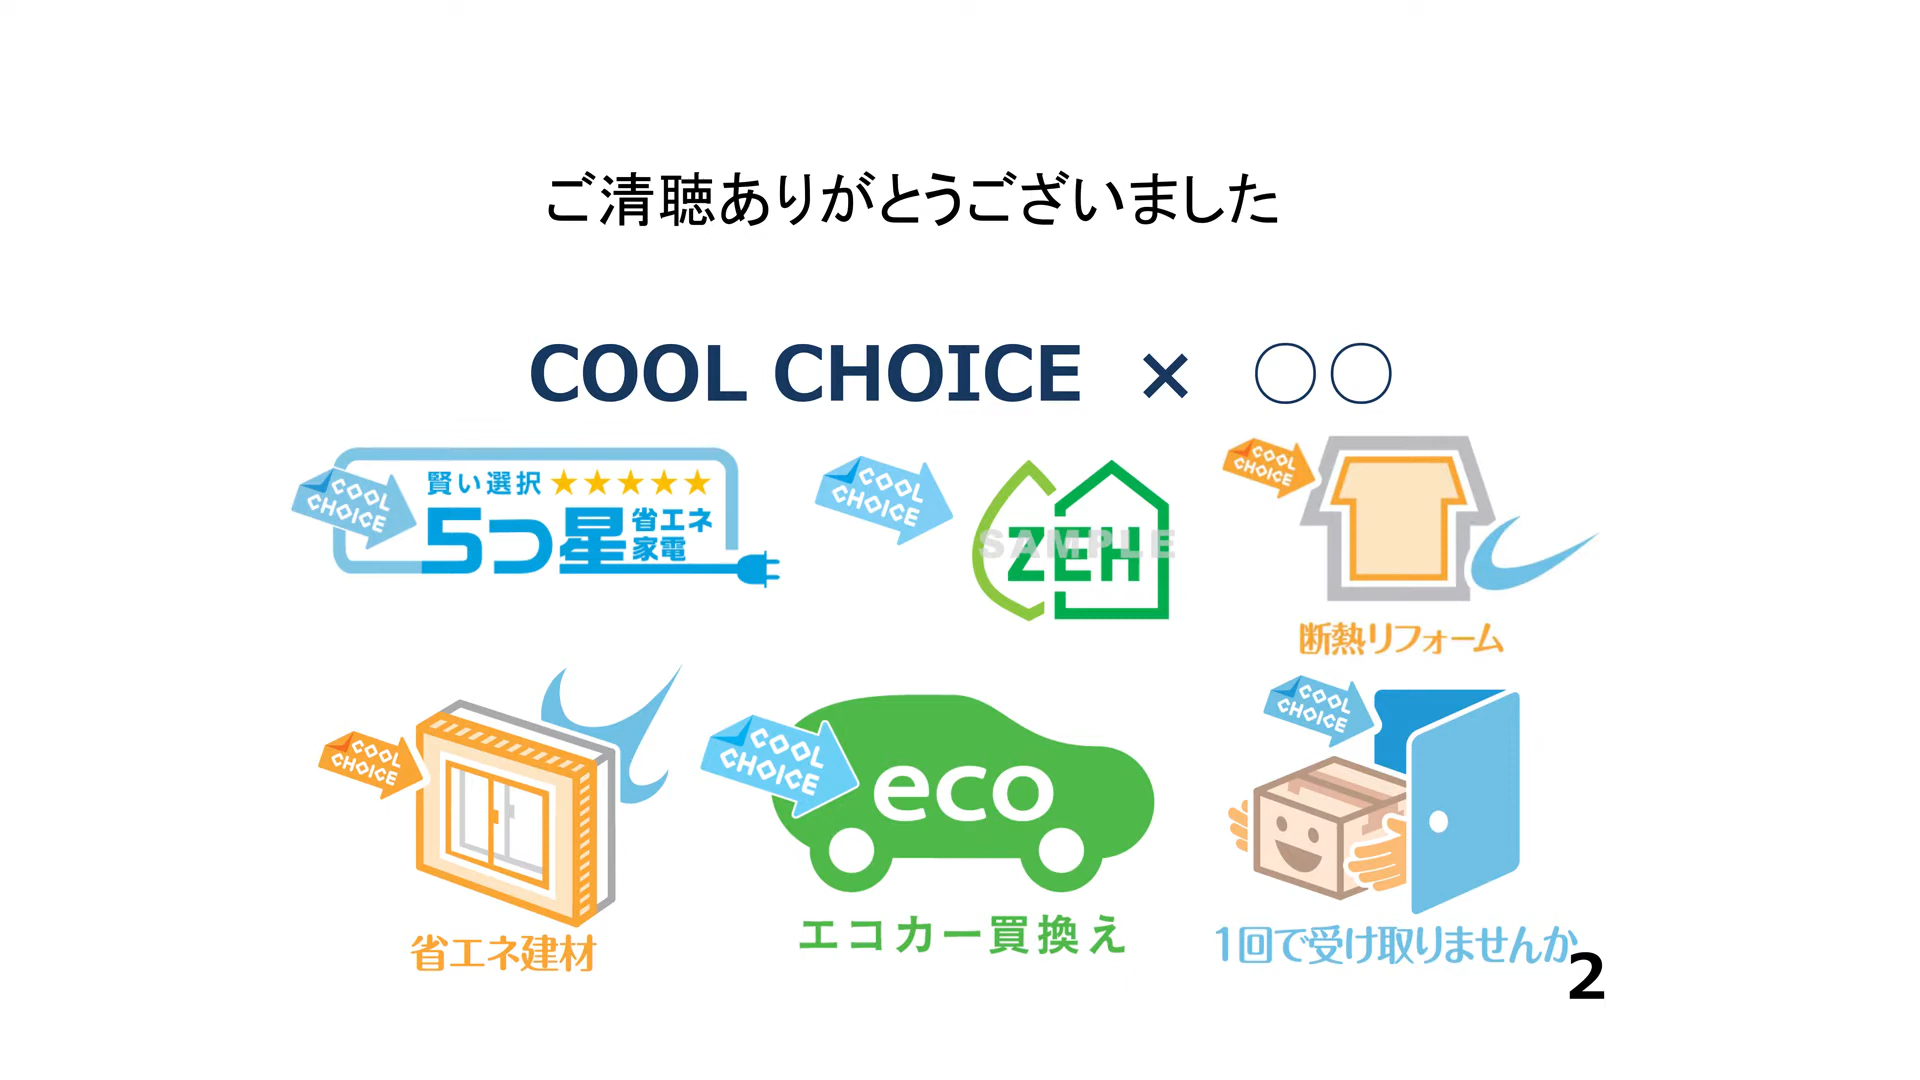 ご清聴ありがとうございました
COOL CHOICE × ○○
COOL CHOICE
賢い選択 ★★★★★
5つ星 省エネ家電
COOL CHOICE
ZEH
SAMPLE
COOL CHOICE
断熱リフォーム
COOL CHOICE
省エネ建材
COOL CHOICE
eco
エコカー買換え
COOL CHOICE
1回で受け取りませんか
2